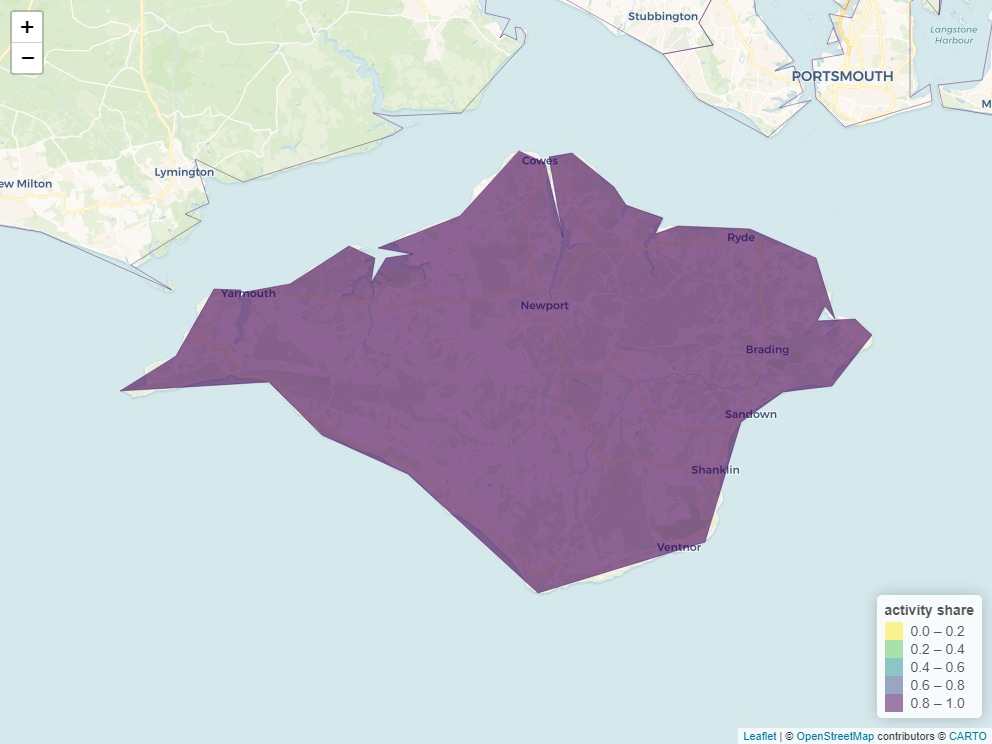 +
−
Stubbington
Langstone
Harbour
PORTSMOUTH
M
Cowes
Lymington
ew Milton
Ryde
Yarmouth
Newport
Brading
Sandown
Shanklin
Ventnor
activity share
0.0 – 0.2
0.2 – 0.4
0.4 – 0.6
0.6 – 0.8
0.8 – 1.0
Leaflet | © OpenStreetMap contributors © CARTO